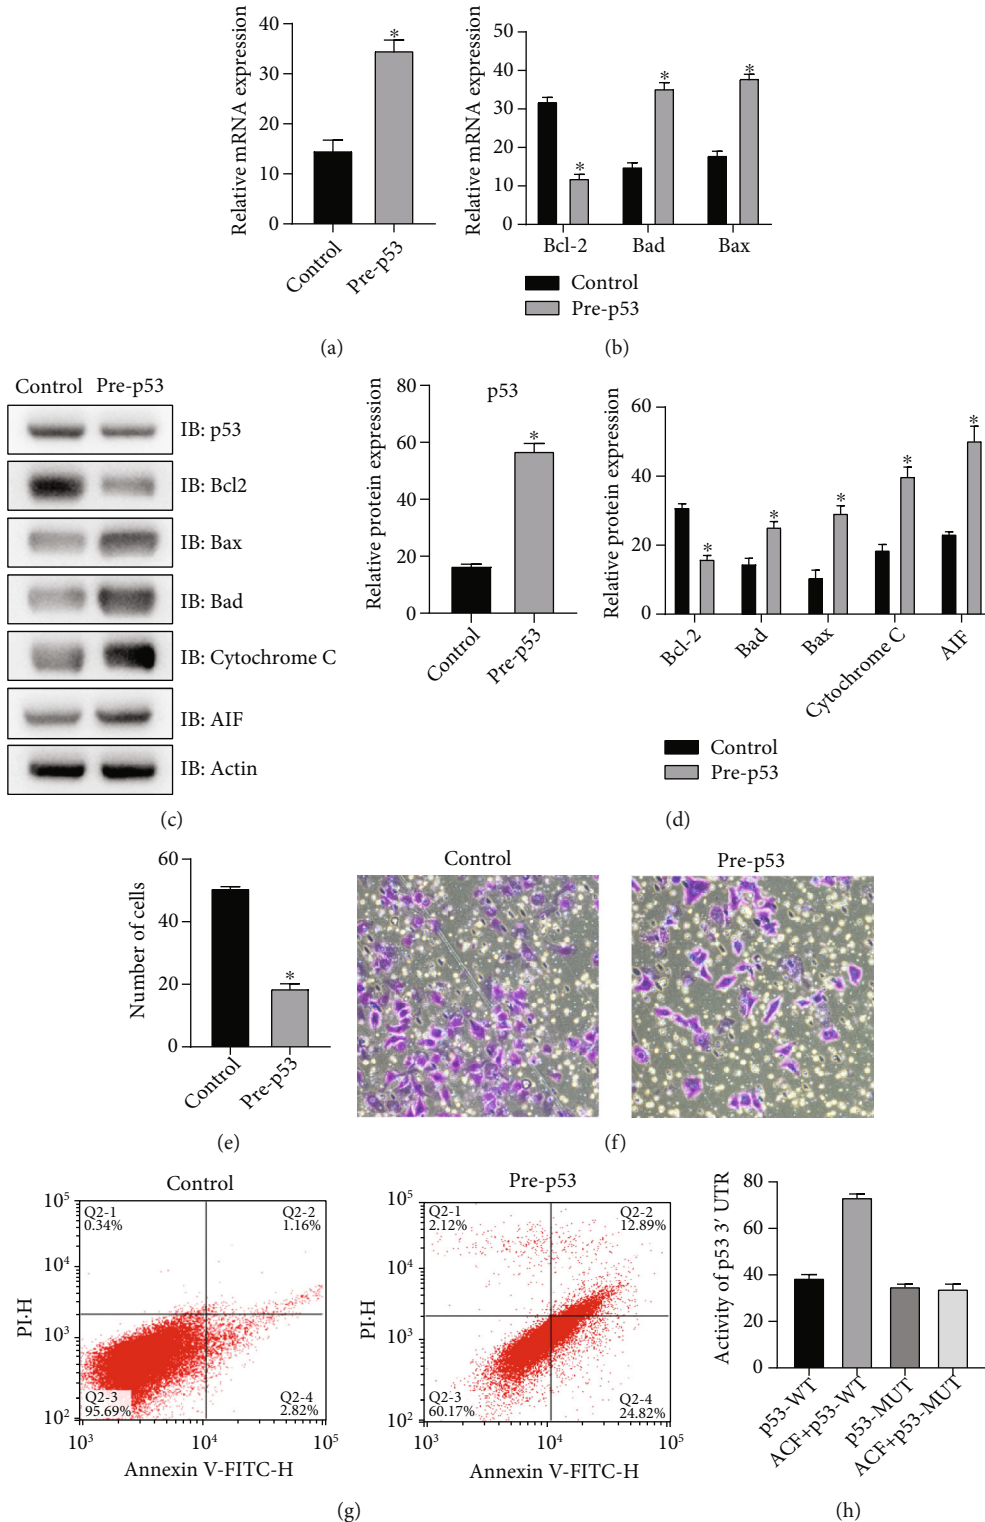 Relative mRNA expression
40
30
20
10
0
*
Control
Pre-p53
(a)
Relative mRNA expression
50
40
30
20
10
0
*
*
*
Bcl-2 Bad Bax
Control
Pre-p53
(b)
Control Pre-p53
IB: p53
IB: Bcl2
IB: Bax
IB: Bad
IB: Cytochrome C
IB: AIF
IB: Actin
(c)
Relative protein expression
80
60
40
20
0
p53
*
Control
Pre-p53
Relative protein expression
60
40
20
0
*
*
*
*
*
Bcl-2
Bad
Bax
Cytochrome C
AIF
Control
Pre-p53
(d)
Number of cells
60
40
20
0
*
Control
Pre-p53
(e)
Control
Pre-p53
(f)
Control
PI·H
10⁵
10⁴
10³
10²
Q2-1
0.34%
Q2-2
1.16%
Q2-3
95.69%
Q2-4
2.82%
10³ 10⁴ 10⁵
Annexin V-FITC-H
Pre-p53
PI·H
10⁵
10⁴
10³
10²
Q2-1
2.12%
Q2-2
12.89%
Q2-3
60.17%
Q2-4
24.82%
10³ 10⁴ 10⁵
Annexin V-FITC-H
(g)
Activity of p53 3′ UTR
80
60
40
20
0
p53-WT
ACF+p53-WT
p53-MUT
ACF+p53-MUT
(h)